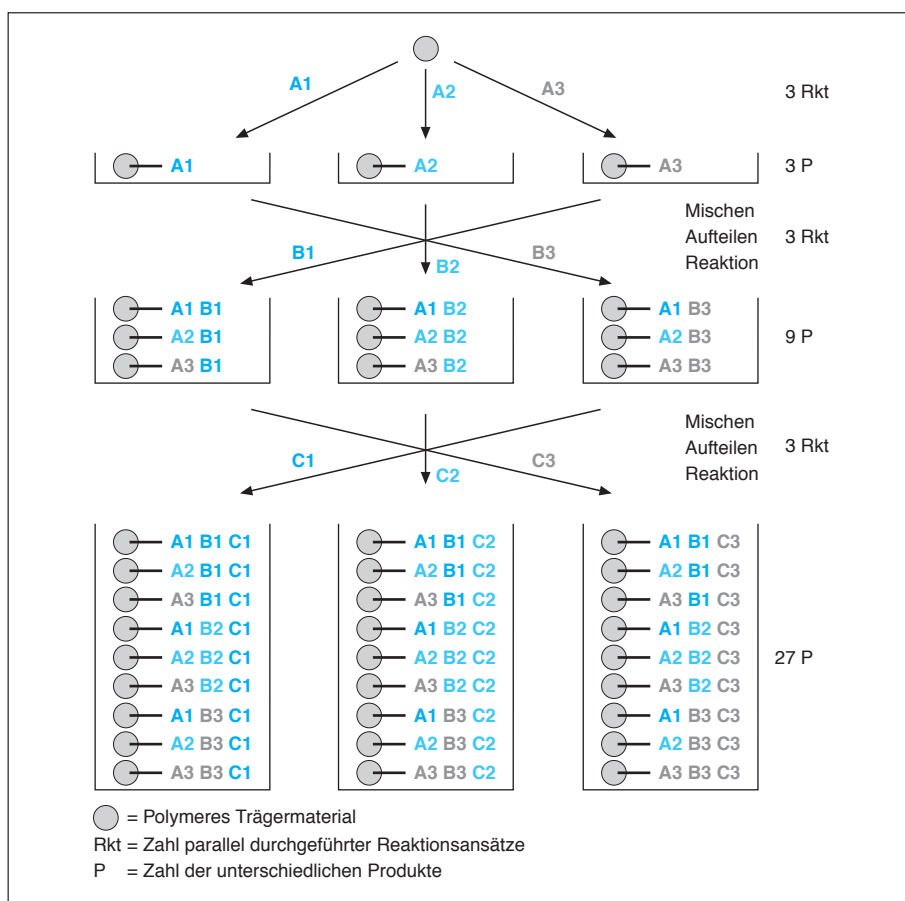 A1 A2 A3 3 Rkt
A1 A2 A3 3 P
Mischen
Aufteilen 3 Rkt
Reaktion
B1 B2 B3
A1 B1 A1 B2 A1 B3
A2 B1 A2 B2 A2 B3 9 P
A3 B1 A3 B2 A3 B3
Mischen
Aufteilen 3 Rkt
Reaktion
C1 C2 C3
A1 B1 C1 A1 B1 C2 A1 B1 C3
A2 B1 C1 A2 B1 C2 A2 B1 C3
A3 B1 C1 A3 B1 C2 A3 B1 C3
A1 B2 C1 A1 B2 C2 A1 B2 C3
A2 B2 C1 A2 B2 C2 A2 B2 C3 27 P
A3 B2 C1 A3 B2 C2 A3 B2 C3
A1 B3 C1 A1 B3 C2 A1 B3 C3
A2 B3 C1 A2 B3 C2 A2 B3 C3
A3 B3 C1 A3 B3 C2 A3 B3 C3
= Polymeres Trägermaterial
Rkt = Zahl parallel durchgeführter Reaktionsansätze
P = Zahl der unterschiedlichen Produkte